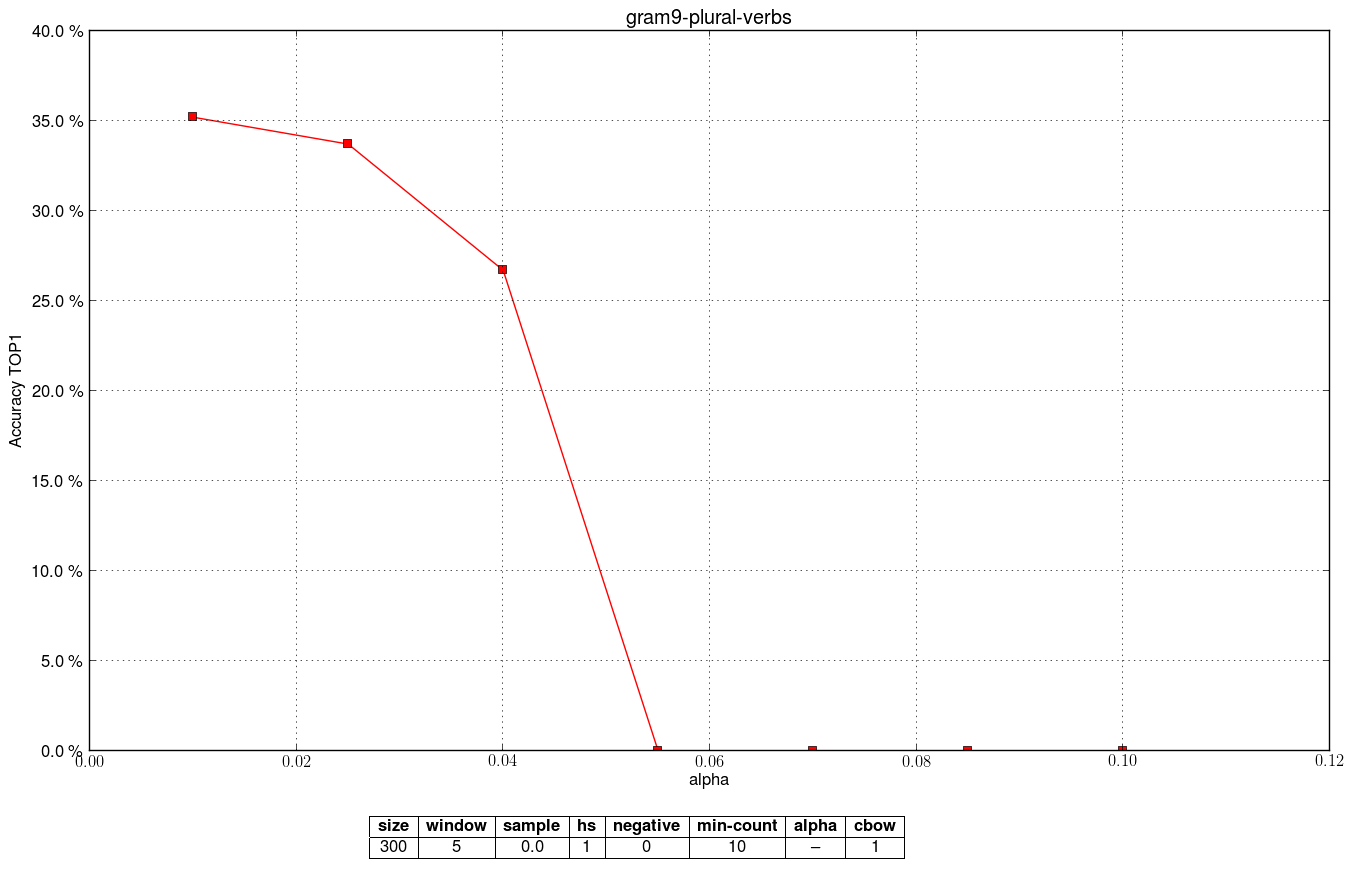 gram9-plural-verbs
40.0 %
35.0 %
30.0 %
25.0 %
20.0 %
15.0 %
10.0 %
5.0 %
0.0 %
Accuracy TOP1
0.00 0.02 0.04 0.06 0.08 0.10 0.12
alpha
size window sample hs negative min-count alpha cbow
300 5 0.0 1 0 10 – 1